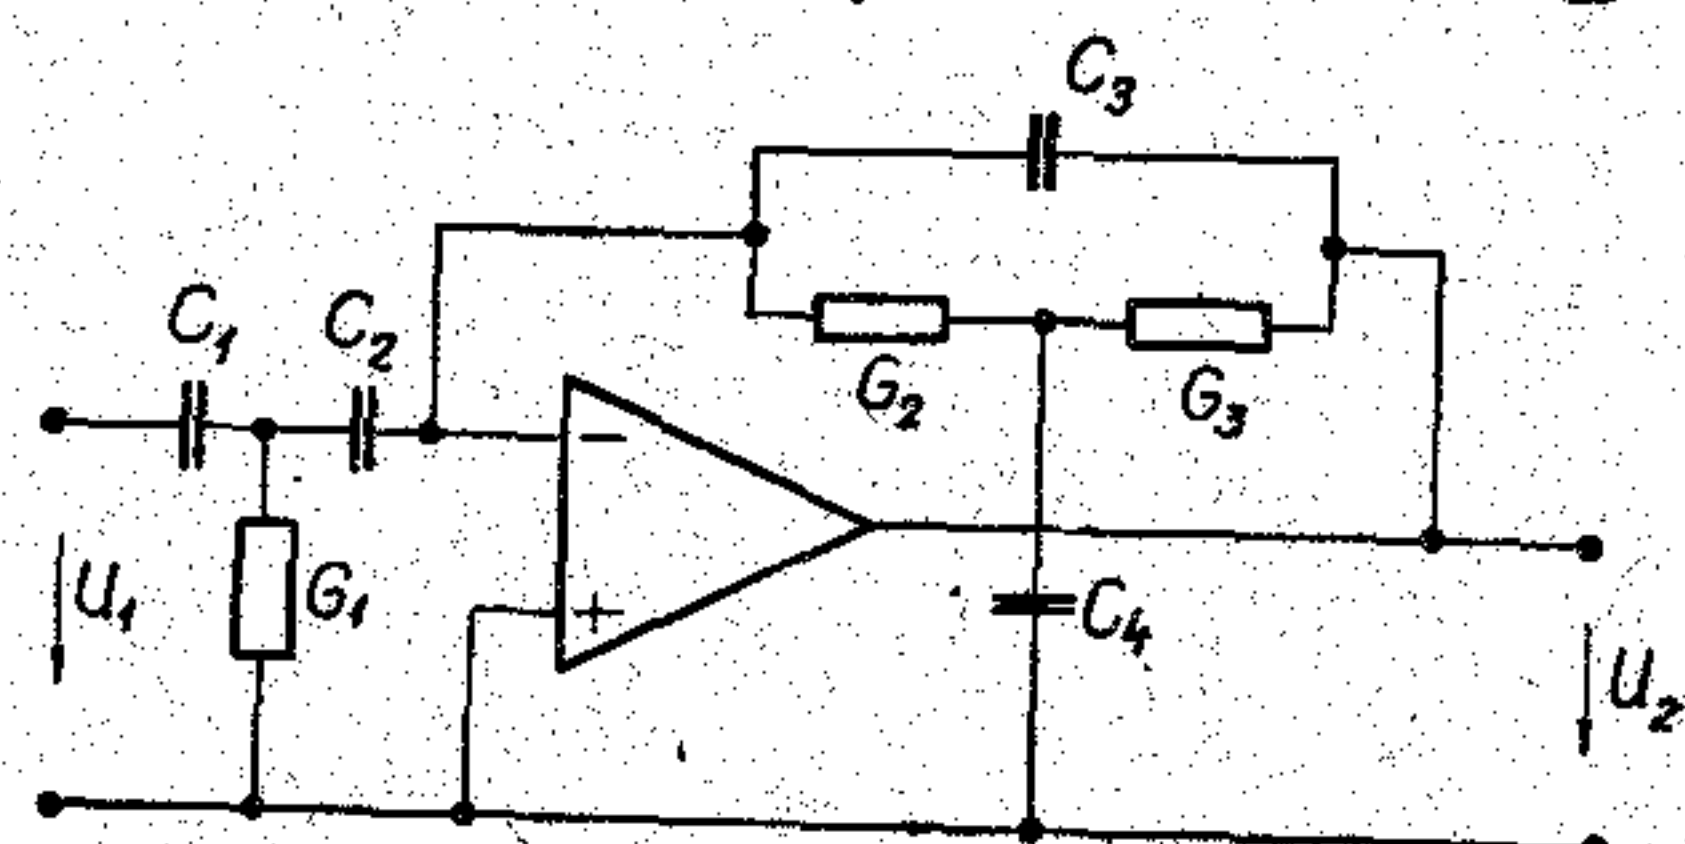 C₃
C₁ C₂
G₂ G₃
−
U₁ G₁ + C₄
U₂